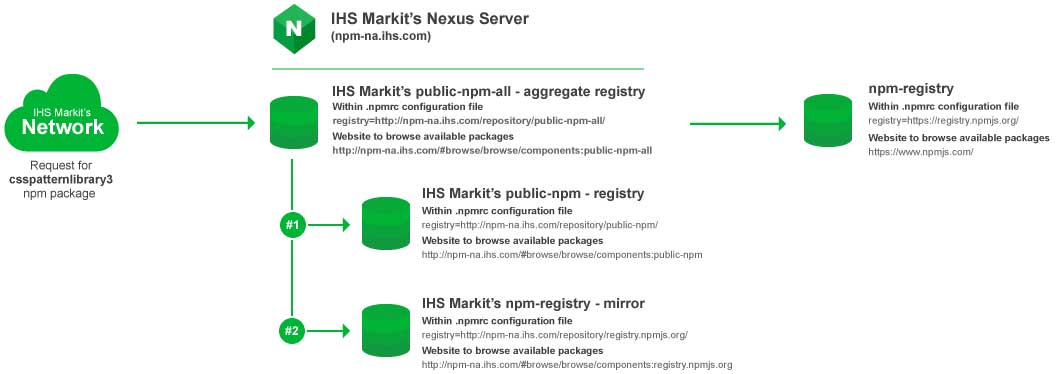 N
IHS Markit's Nexus Server
(npm-na.ihs.com)
IHS Markit's
Network
Request for
csspatternlibrary3
npm package
IHS Markit's public-npm-all - aggregate registry
Within .npmrc configuration file
registry=http://npm-na.ihs.com/repository/public-npm-all/
Website to browse available packages
http://npm-na.ihs.com/#browse/browse/components:public-npm-all
npm-registry
Within .npmrc configuration file
registry=https://registry.npmjs.org/
Website to browse available packages
https://www.npmjs.com/
#1
IHS Markit's public-npm - registry
Within .npmrc configuration file
registry=http://npm-na.ihs.com/repository/public-npm/
Website to browse available packages
http://npm-na.ihs.com/#browse/browse/components:public-npm
#2
IHS Markit's npm-registry - mirror
Within .npmrc configuration file
registry=http://npm-na.ihs.com/repository/registry.npmjs.org/
Website to browse available packages
http://npm-na.ihs.com/#browse/browse/components:registry.npmjs.org